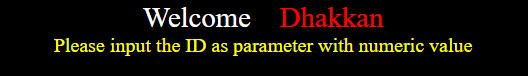 Welcome Dhakkan
Please input the ID as parameter with numeric value